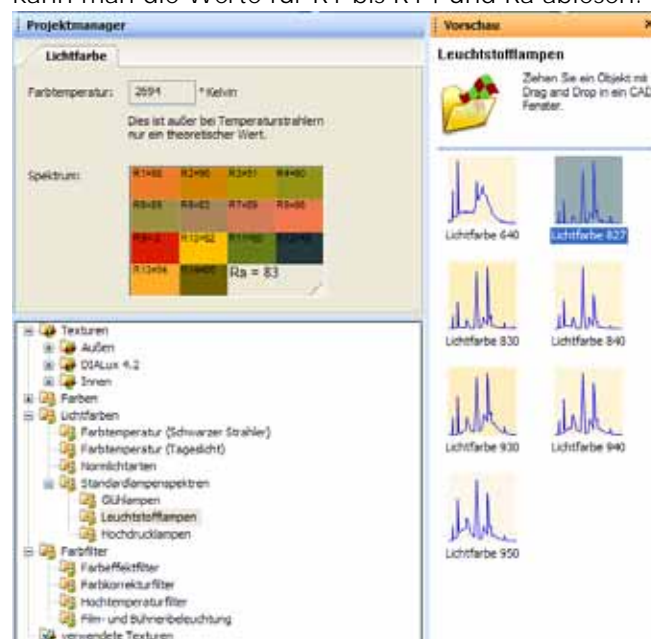 kann man die Werte für R1 bis R14 und Ra ablesen.
Projektmanager
Lichtfarbe
Farbtemperatur: 2694 ° Kelvin
Dies ist außer bei Temperaturstrahlern
nur ein theoretischer Wert.
Spektrum:
Ra = 83
Texturen
Außen
DIALux 4.2
Innen
Farben
Lichtfarben
Farbtemperatur (Schwarzer Strahler)
Farbtemperatur (Tageslicht)
Normlichtarten
Standardlampenspektren
Glühlampen
Leuchtstofflampen
Hochdrucklampen
Farbfilter
Farbeffektfilter
Farbkorrekturfilter
Hochtemperaturfilter
Film- und Bühnenbeleuchtung
verwendete Texturen
Vorschau
Leuchtstofflampen
Ziehen Sie ein Objekt mit
Drag and Drop in ein CAD
Fenster.
Lichtfarbe 640
Lichtfarbe 827
Lichtfarbe 830
Lichtfarbe 840
Lichtfarbe 930
Lichtfarbe 940
Lichtfarbe 950